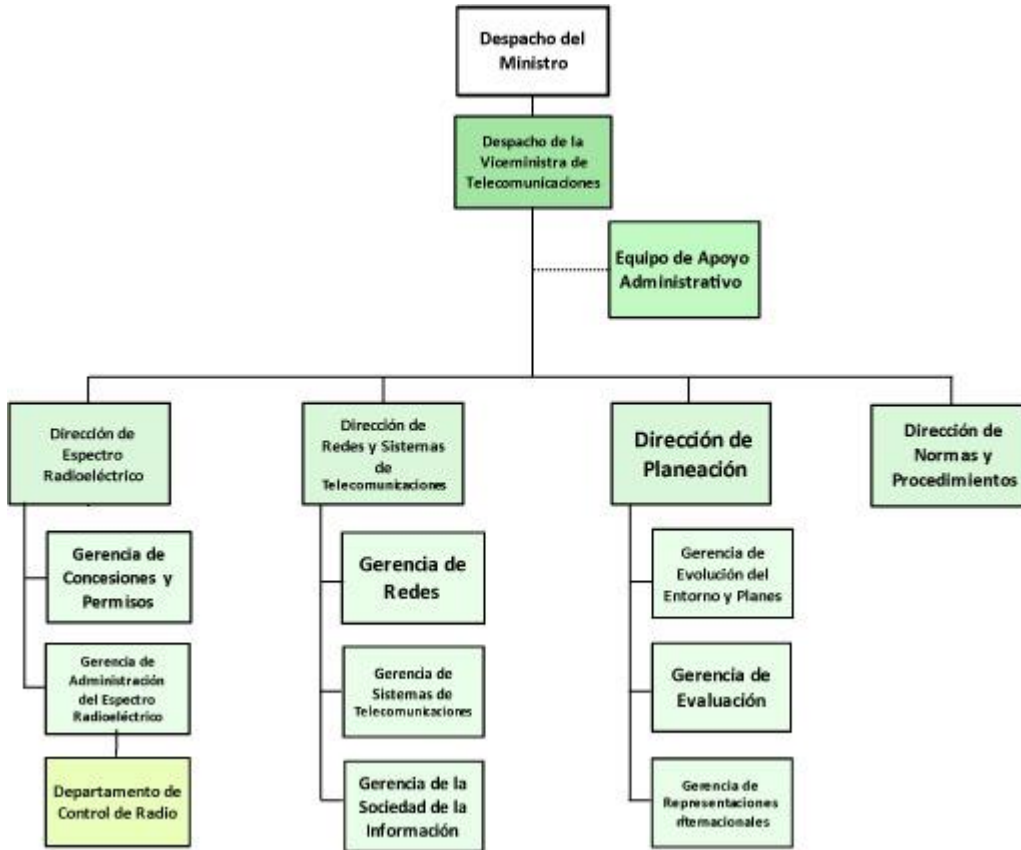 Despacho del
Ministro
Despacho de la
Viceministra de
Telecomunicaciones
Equipo de Apoyo
Administrativo
Dirección de
Espectro
Radioeléctrico
Dirección de
Redes y Sistemas
de
Telecomunicaciones
Dirección de
Planeación
Dirección de
Normas y
Procedimientos
Gerencia de
Concesiones y
Permisos
Gerencia de
Redes
Gerencia de
Evolución del
Entorno y Planes
Gerencia de
Administración
del Espectro
Radioeléctrico
Gerencia de
Sistemas de
Telecomunicaciones
Gerencia de
Evaluación
Departamento de
Control de Radio
Gerencia de la
Sociedad de la
Información
Gerencia de
Representaciones